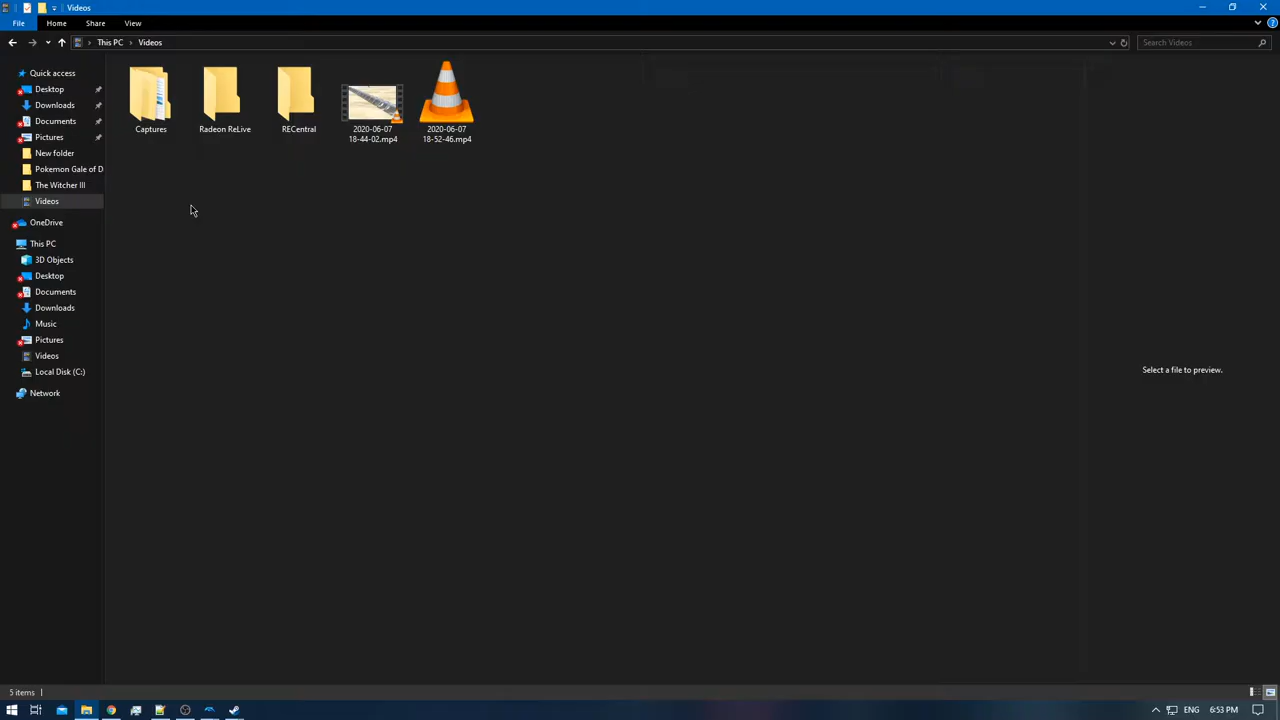 Videos
File Home Share View
This PC Videos Search Videos
Quick access
Desktop
Downloads
Documents
Pictures
New folder
Pokemon Gale of D
The Witcher III
Videos
OneDrive
This PC
3D Objects
Desktop
Documents
Downloads
Music
Pictures
Videos
Local Disk (C:)
Network
Captures
Radeon ReLive
RECentral
2020-06-07
18-44-02.mp4
2020-06-07
18-52-46.mp4
Select a file to preview.
5 items
ENG 6:53 PM